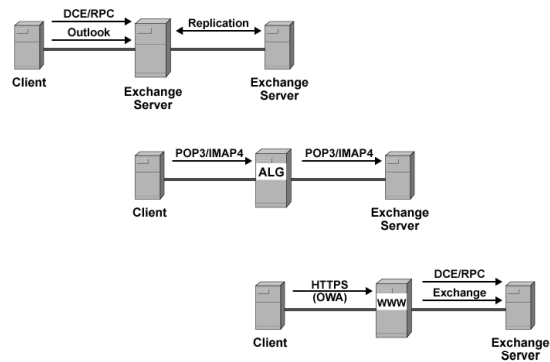 DCE/RPC
Outlook
Replication
Client
Exchange
Server
Exchange
Server
POP3/IMAP4
POP3/IMAP4
ALG
Client
Exchange
Server
HTTPS
(OWA)
DCE/RPC
Exchange
WWW
Client
Exchange
Server